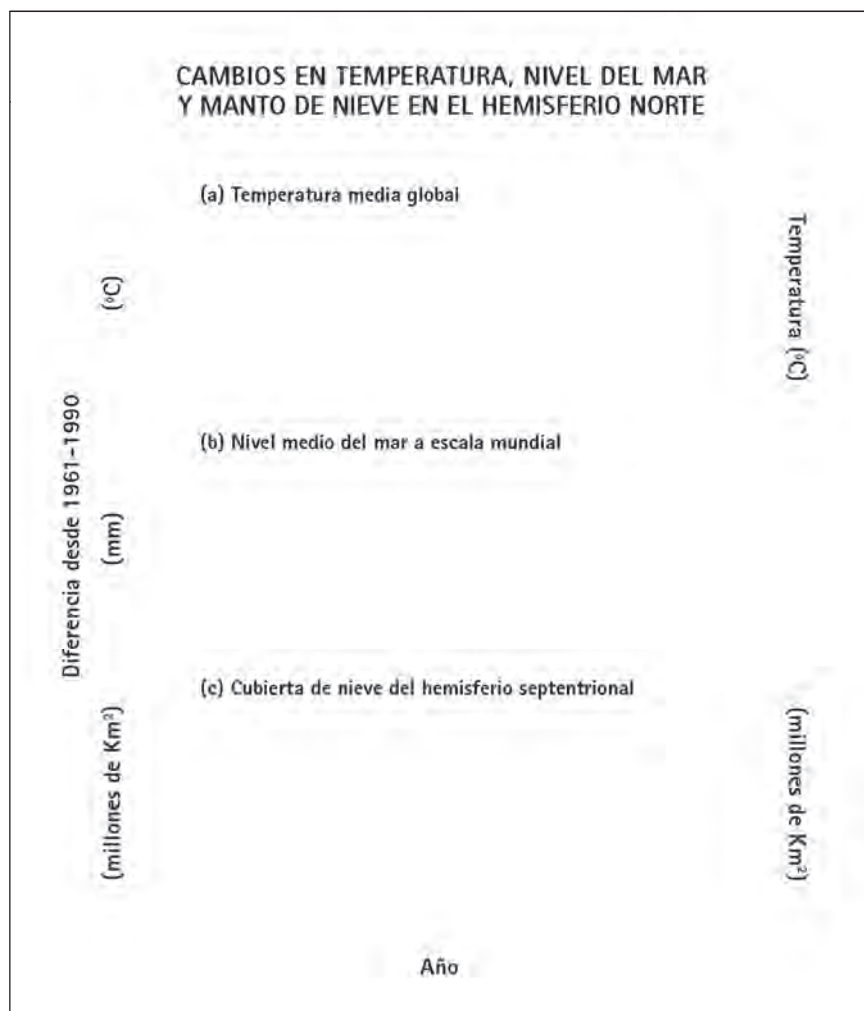 CAMBIOS EN TEMPERATURA, NIVEL DEL MAR
Y MANTO DE NIEVE EN EL HEMISFERIO NORTE
(a) Temperatura media global
(ºC)
Temperatura (ºC)
Diferencia desde 1961-1990
(b) Nivel medio del mar a escala mundial
(mm)
(c) Cubierta de nieve del hemisferio septentrional
(millones de Km²)
(millones de Km²)
Año